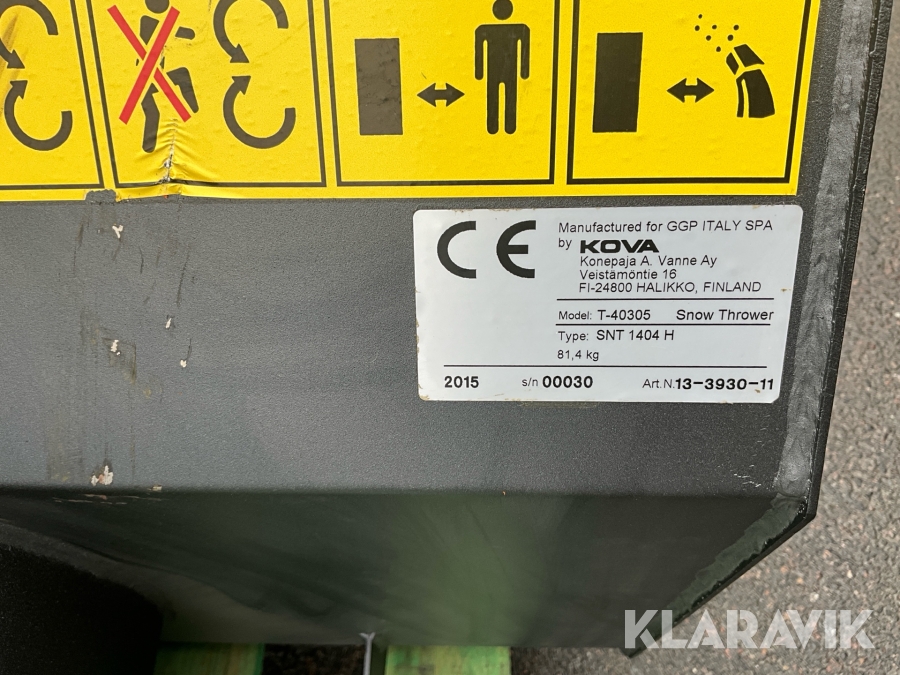 CE
Manufactured for GGP ITALY SPA
by KOVA
Konepaja A. Vanne Ay
Veistämöntie 16
FI-24800 HALIKKO, FINLAND
Model: T-40305 Snow Thrower
Type: SNT 1404 H
81,4 kg
2015 s/n 00030 Art.N.13-3930-11
KLARAVIK